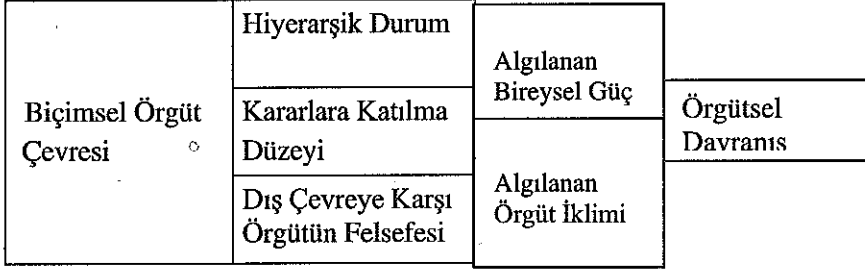 Biçimsel Örgüt
Çevresi
Hiyerarşik Durum
Kararlara Katılma
Düzeyi
Dış Çevreye Karşı
Örgütün Felsefesi
Algılanan
Bireysel Güç
Algılanan
Örgüt İklimi
Örgütsel
Davranıs